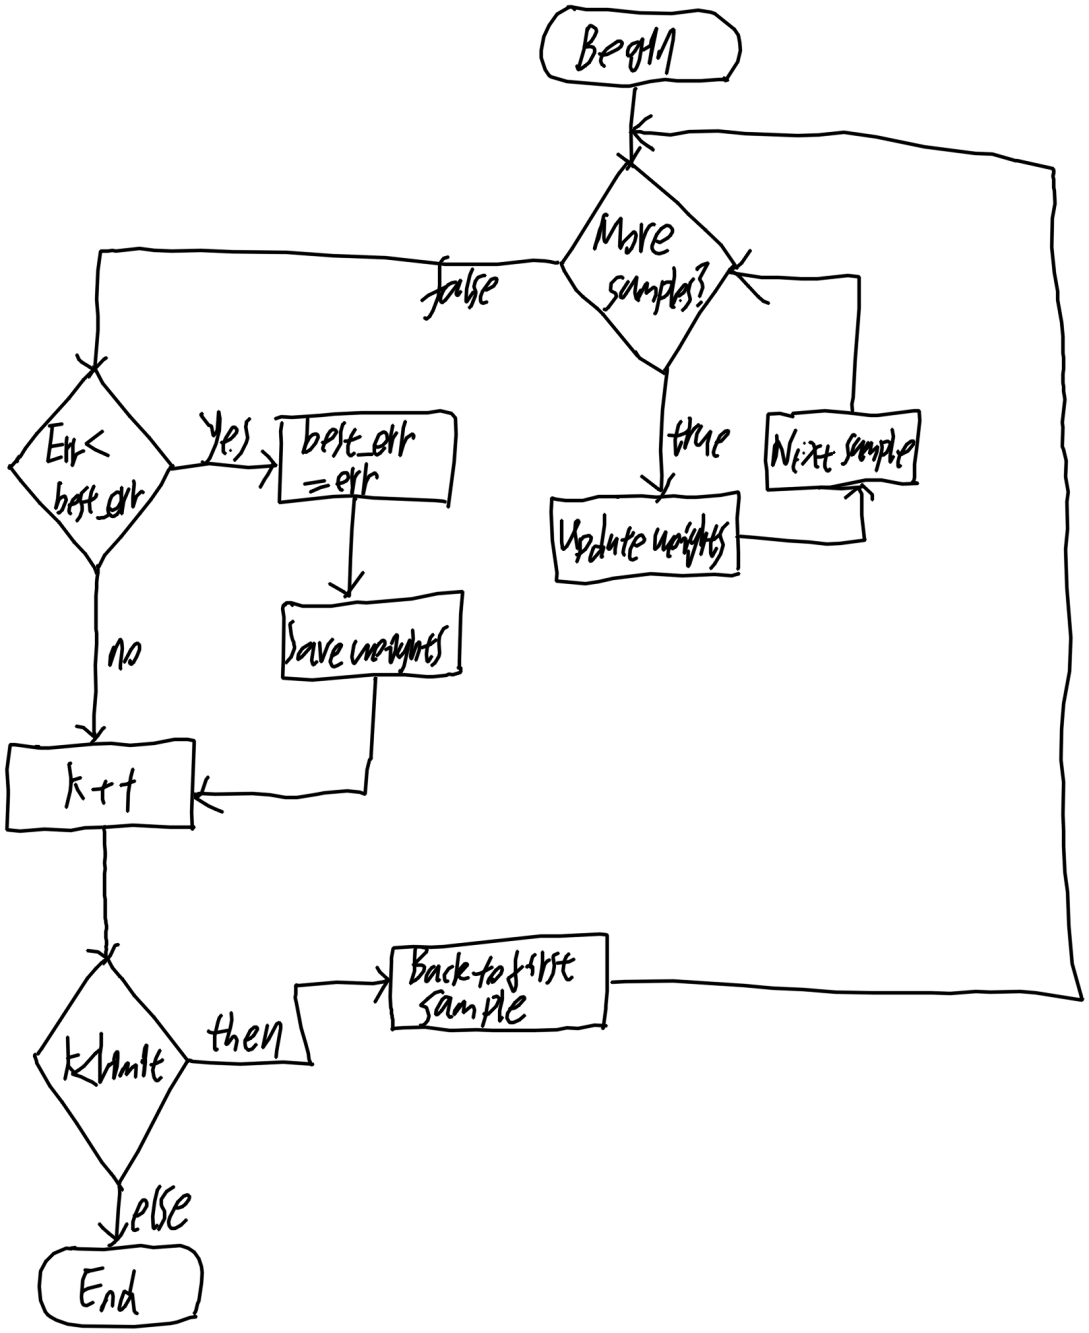 Begin
More
samples?
false
true
Next sample
Update weights
Err<
best_err
yes
best_err
=err
Save weights
no
k++
k<limit
then
Back to first
sample
else
End